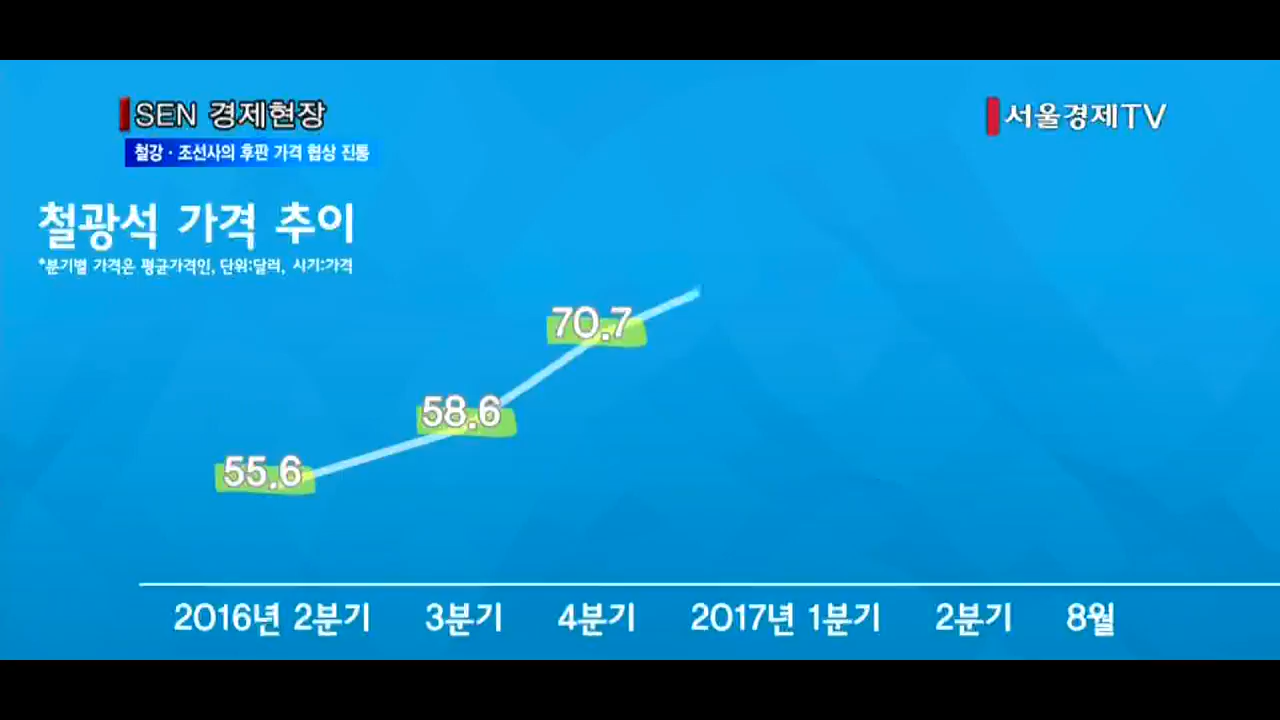 SEN 경제현장
서울경제TV
철강·조선사의 후판 가격 협상 진통
철광석 가격 추이
*분기별 가격은 평균가격인, 단위:달러, 시기:가격
70.7
58.6
55.6
2016년 2분기 3분기 4분기 2017년 1분기 2분기 8월